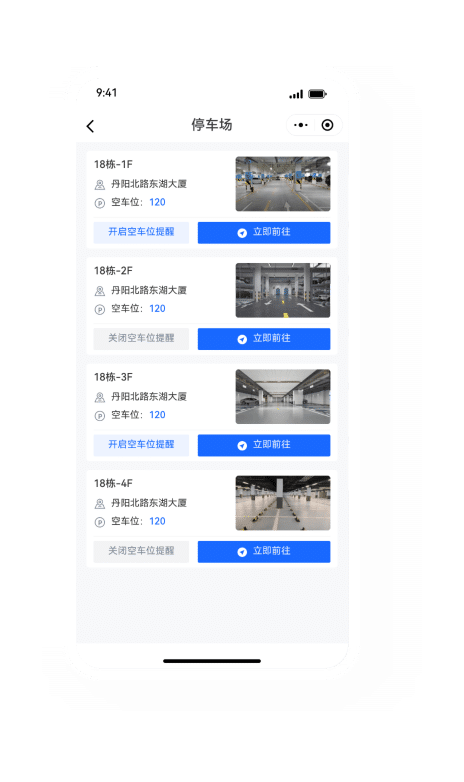 9:41
停车场
18栋-1F
丹阳北路东湖大厦
P 空车位：120
开启空车位提醒
立即前往
18栋-2F
丹阳北路东湖大厦
P 空车位：120
关闭空车位提醒
立即前往
18栋-3F
丹阳北路东湖大厦
P 空车位：120
开启空车位提醒
立即前往
18栋-4F
丹阳北路东湖大厦
P 空车位：120
关闭空车位提醒
立即前往